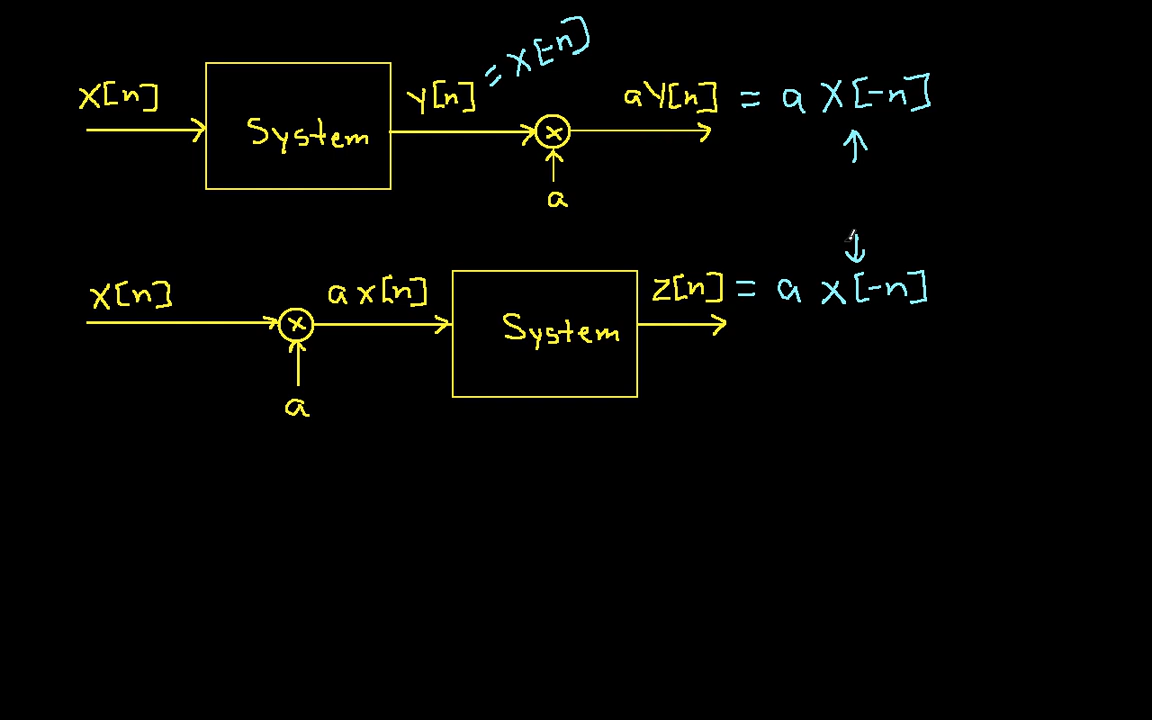 x[n] System y[n] = x[-n] ay[n] = a x[-n]
x
a
x[n] a x[n] System z[n] = a x[-n]
x
a